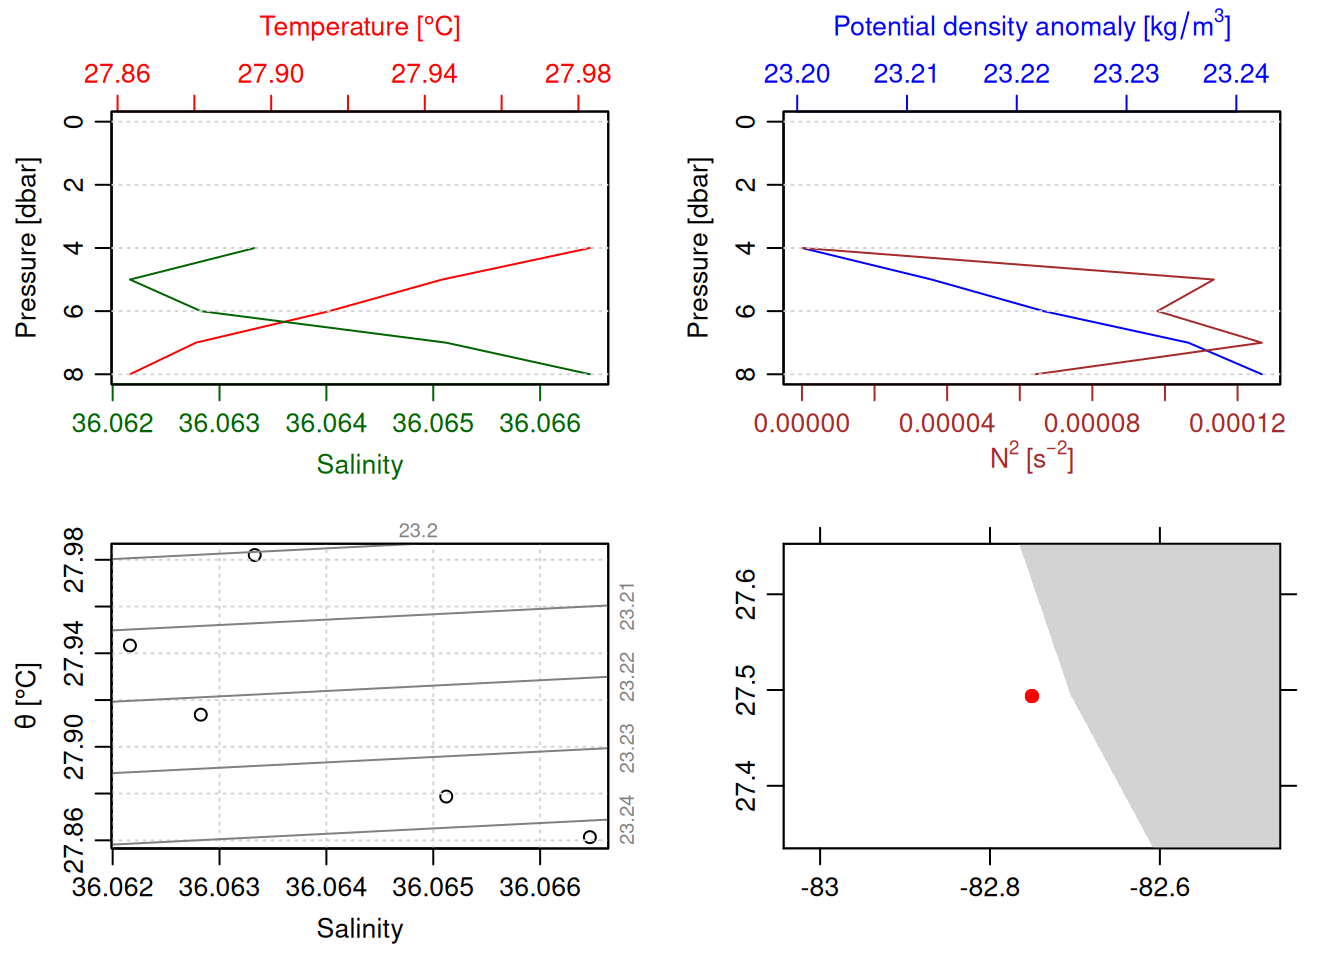 Temperature [°C]
27.86 27.90 27.94 27.98
Pressure [dbar]
0
2
4
6
8
36.062 36.063 36.064 36.065 36.066
Salinity
Potential density anomaly [kg/m³]
23.20 23.21 23.22 23.23 23.24
Pressure [dbar]
0
2
4
6
8
0.00000 0.00004 0.00008 0.00012
N² [s⁻²]
23.2
23.21
23.22
23.23
23.24
θ [°C]
27.98
27.94
27.90
27.86
36.062 36.063 36.064 36.065 36.066
Salinity
27.6
27.5
27.4
-83 -82.8 -82.6